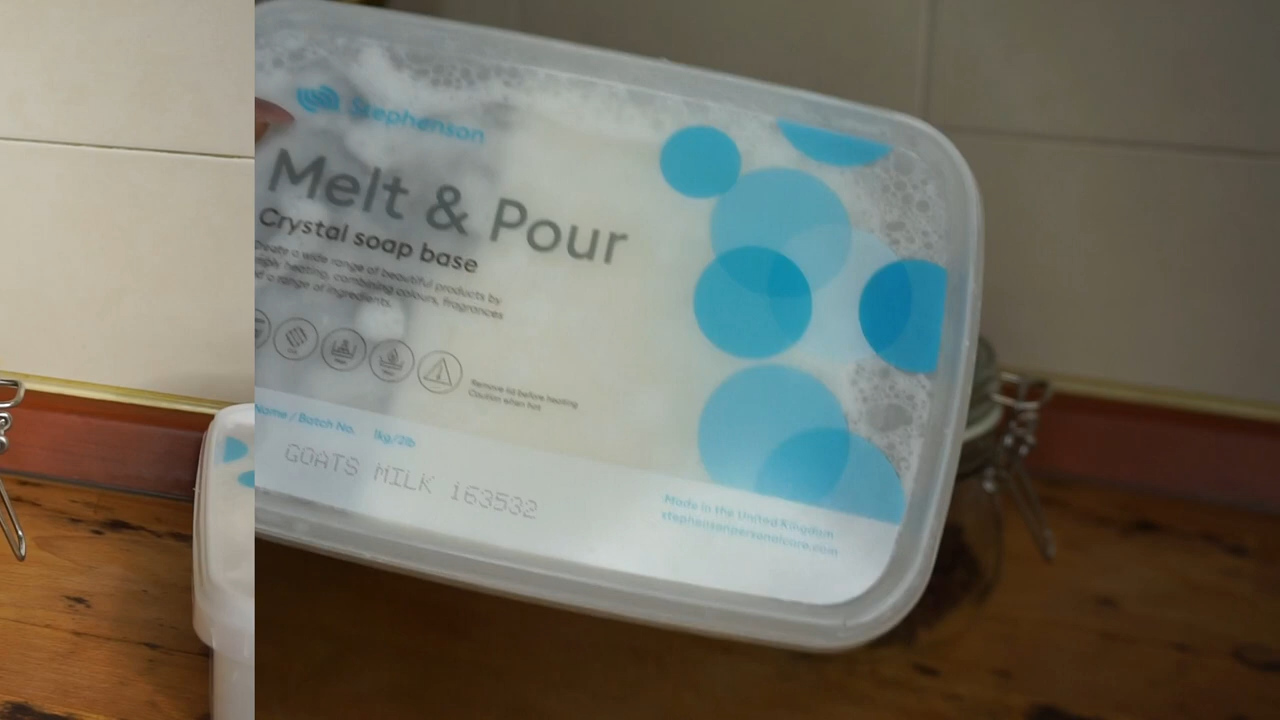 Stephenson
Melt & Pour
Crystal soap base
Create a wide range of beautiful products by
simply heating, combining colours, fragrances
and a range of ingredients.
Remove lid before heating
Caution when hot
Name / Batch No. 1kg/2lb
GOATS MILK 163532
Made in the United Kingdom
stephensonpersonalcare.com